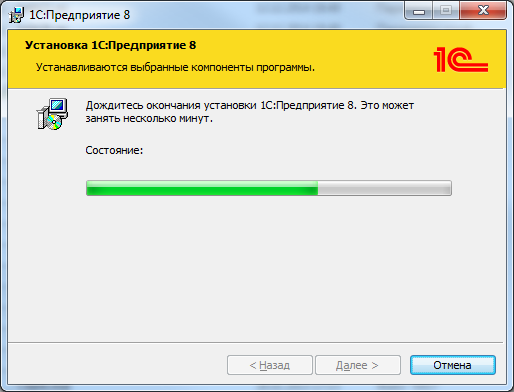 1С:Предприятие 8
Установка 1С:Предприятие 8
Устанавливаются выбранные компоненты программы.
1С
Дождитесь окончания установки 1С:Предприятие 8. Это может
занять несколько минут.
Состояние:
< Назад
Далее >
Отмена